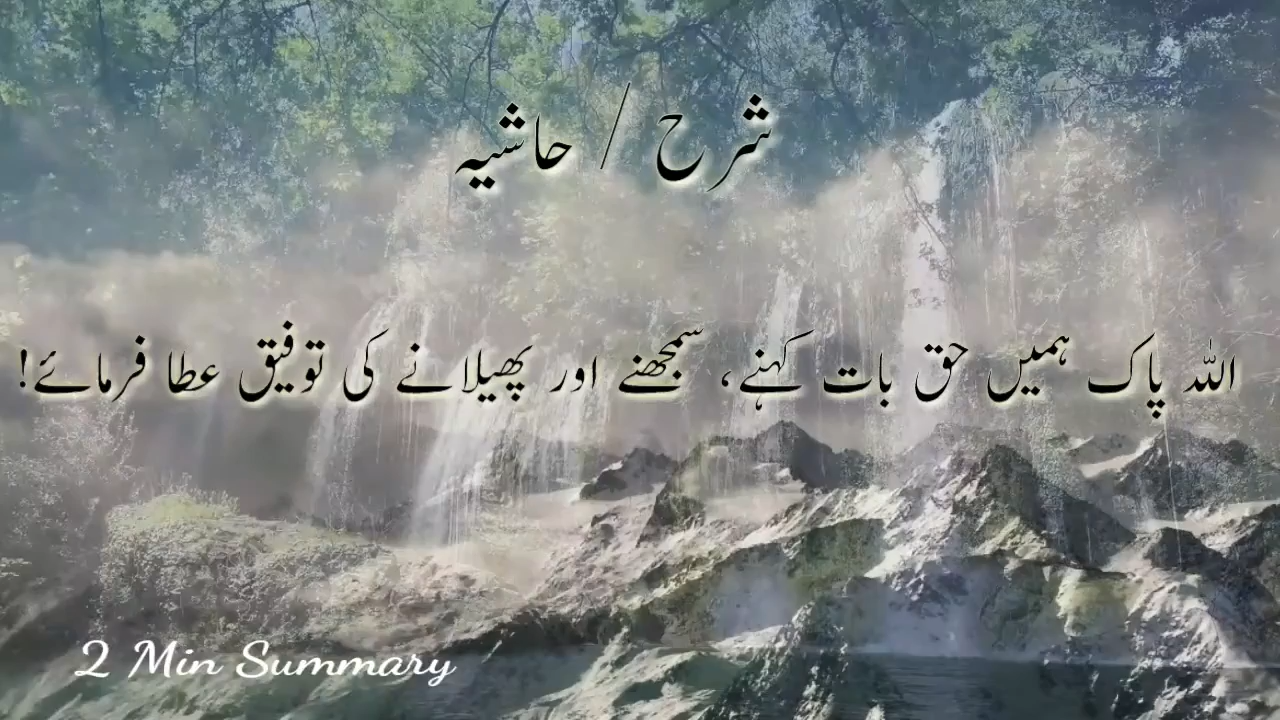 شرح / حاشیہ
اللہ پاک ہمیں حق بات کہنے، سمجھنے اور پھیلانے کی توفیق عطا فرمائے!
2 Min Summary